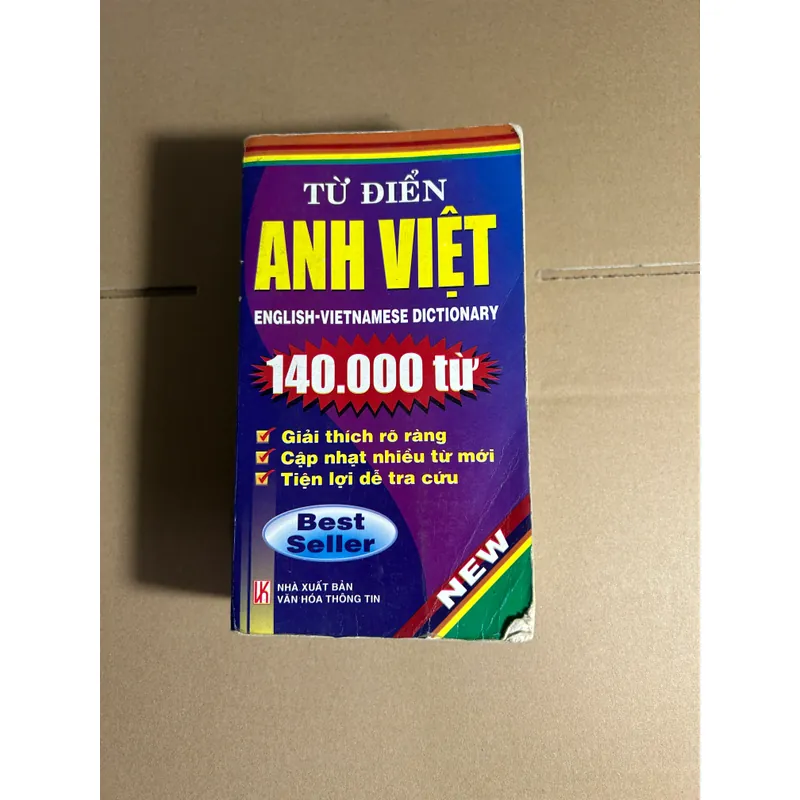 TỪ ĐIỂN
ANH VIỆT
ENGLISH-VIETNAMESE DICTIONARY
140.000 từ
Giải thích rõ ràng
Cập nhạt nhiều từ mới
Tiện lợi dễ tra cứu
Best
Seller
NEW
NHÀ XUẤT BẢN
VĂN HÓA THÔNG TIN